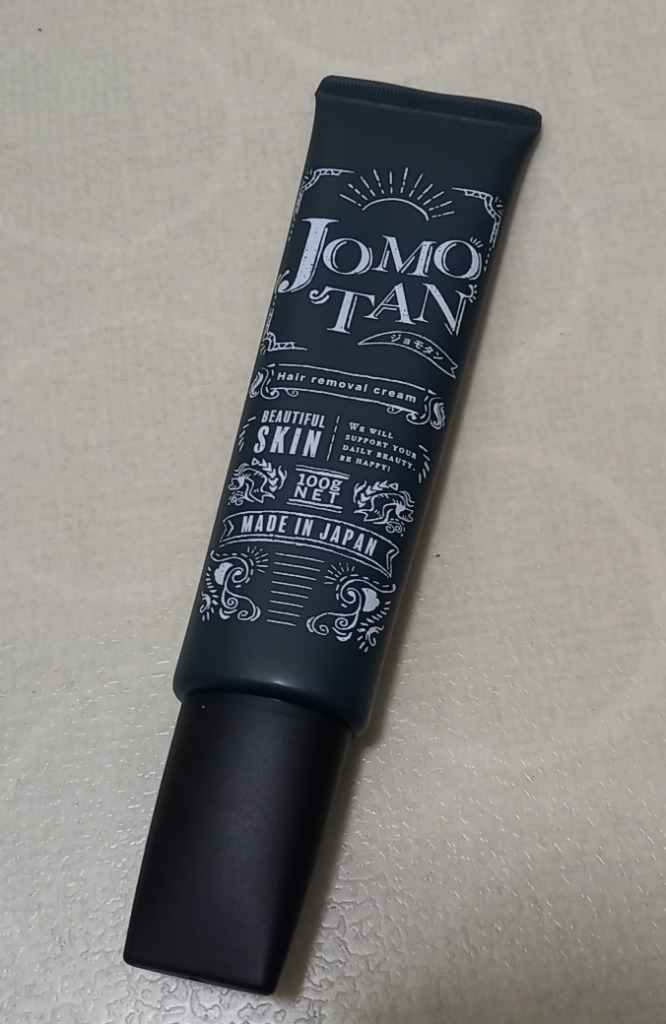 JOMO
TAN
ジョモタン
Hair removal cream
BEAUTIFUL
SKIN
WE WILL
SUPPORT YOUR
DAILY BEAUTY.
BE HAPPY!
100g
NET
MADE IN JAPAN